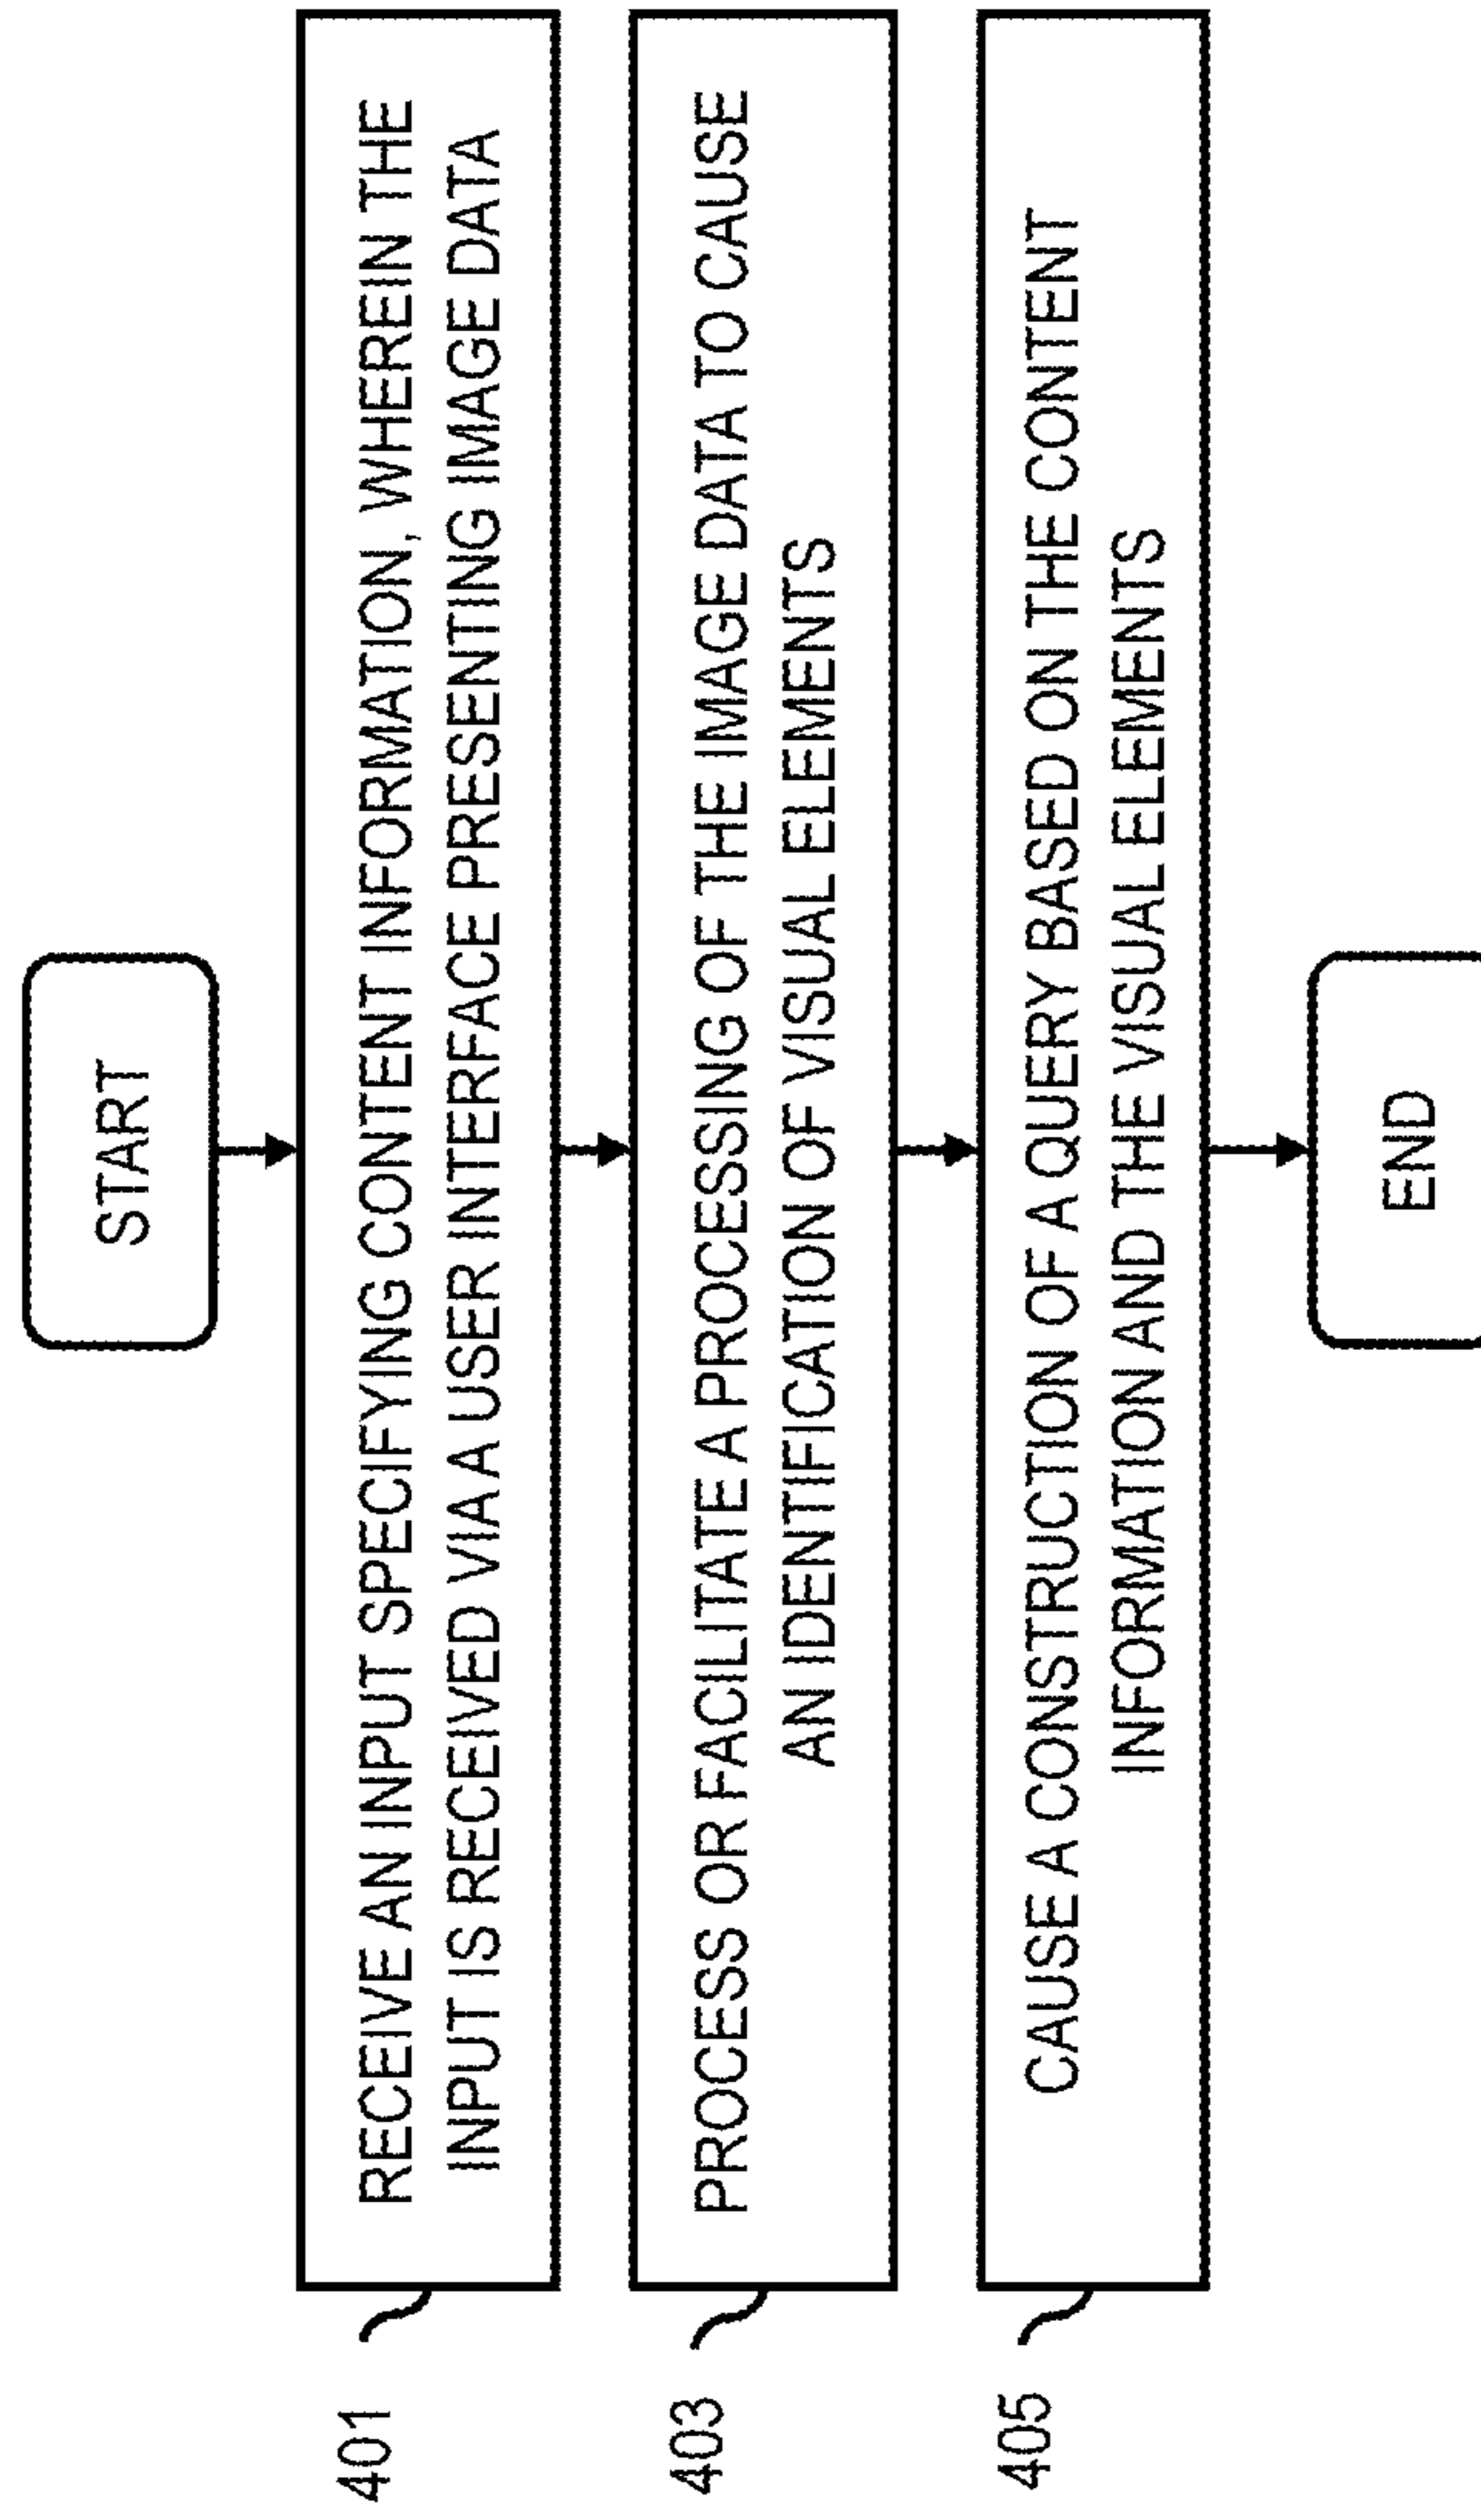 START
401
RECEIVE AN INPUT SPECIFYING CONTENT INFORMATION, WHEREIN THE
INPUT IS RECEIVED VIA A USER INTERFACE PRESENTING IMAGE DATA
403
PROCESS OR FACILITATE A PROCESSING OF THE IMAGE DATA TO CAUSE
AN IDENTIFICATION OF VISUAL ELEMENTS
405
CAUSE A CONSTRUCTION OF A QUERY BASED ON THE CONTENT
INFORMATION AND THE VISUAL ELEMENTS
END